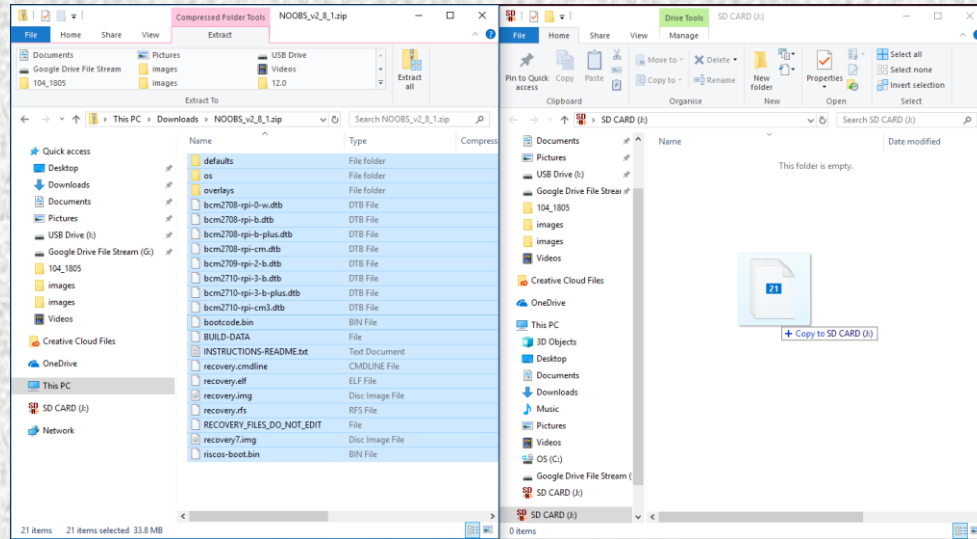 Compressed Folder Tools NOOBS_v2_8_1.zip
File Home Share View Extract
Documents Pictures USB Drive
Google Drive File Stream images Videos
104_1805 images 12.0
Extract all
Extract To
This PC > Downloads > NOOBS_v2_8_1.zip
Search NOOBS_v2_8_1.zip
Name Type Compress
Quick access
Desktop
Downloads
Documents
Pictures
USB Drive (I:)
Google Drive File Stream (G:)
104_1805
images
images
Videos
Creative Cloud Files
OneDrive
This PC
SD CARD (J:)
Network
defaults File folder
os File folder
overlays File folder
bcm2708-rpi-0-w.dtb DTB File
bcm2708-rpi-b.dtb DTB File
bcm2708-rpi-b-plus.dtb DTB File
bcm2708-rpi-cm.dtb DTB File
bcm2709-rpi-2-b.dtb DTB File
bcm2710-rpi-3-b.dtb DTB File
bcm2710-rpi-3-b-plus.dtb DTB File
bcm2710-rpi-cm3.dtb DTB File
bootcode.bin BIN File
BUILD-DATA File
INSTRUCTIONS-README.txt Text Document
recovery.cmdline CMDLINE File
recovery.elf ELF File
recovery.img Disc Image File
recovery.rfs RFS File
RECOVERY_FILES_DO_NOT_EDIT File
recovery7.img Disc Image File
riscos-boot.bin BIN File
21 items 21 items selected 33.8 MB
SD Drive Tools SD CARD (J:)
File Home Share View Manage
Pin to Quick access
Copy
Paste
Move to
Copy to
Delete
Rename
New folder
Properties
Select all
Select none
Invert selection
Clipboard Organise New Open Select
SD > SD CARD (J:)
Search SD CARD (J:)
Name Date modified
This folder is empty.
Documents
Pictures
USB Drive (I:)
Google Drive File Strear
104_1805
images
images
Videos
Creative Cloud Files
OneDrive
This PC
3D Objects
Desktop
Documents
Downloads
Music
Pictures
Videos
OS (C:)
Google Drive File Stream (
SD CARD (J:)
SD CARD (J:)
21
+ Copy to SD CARD (J:)
0 items